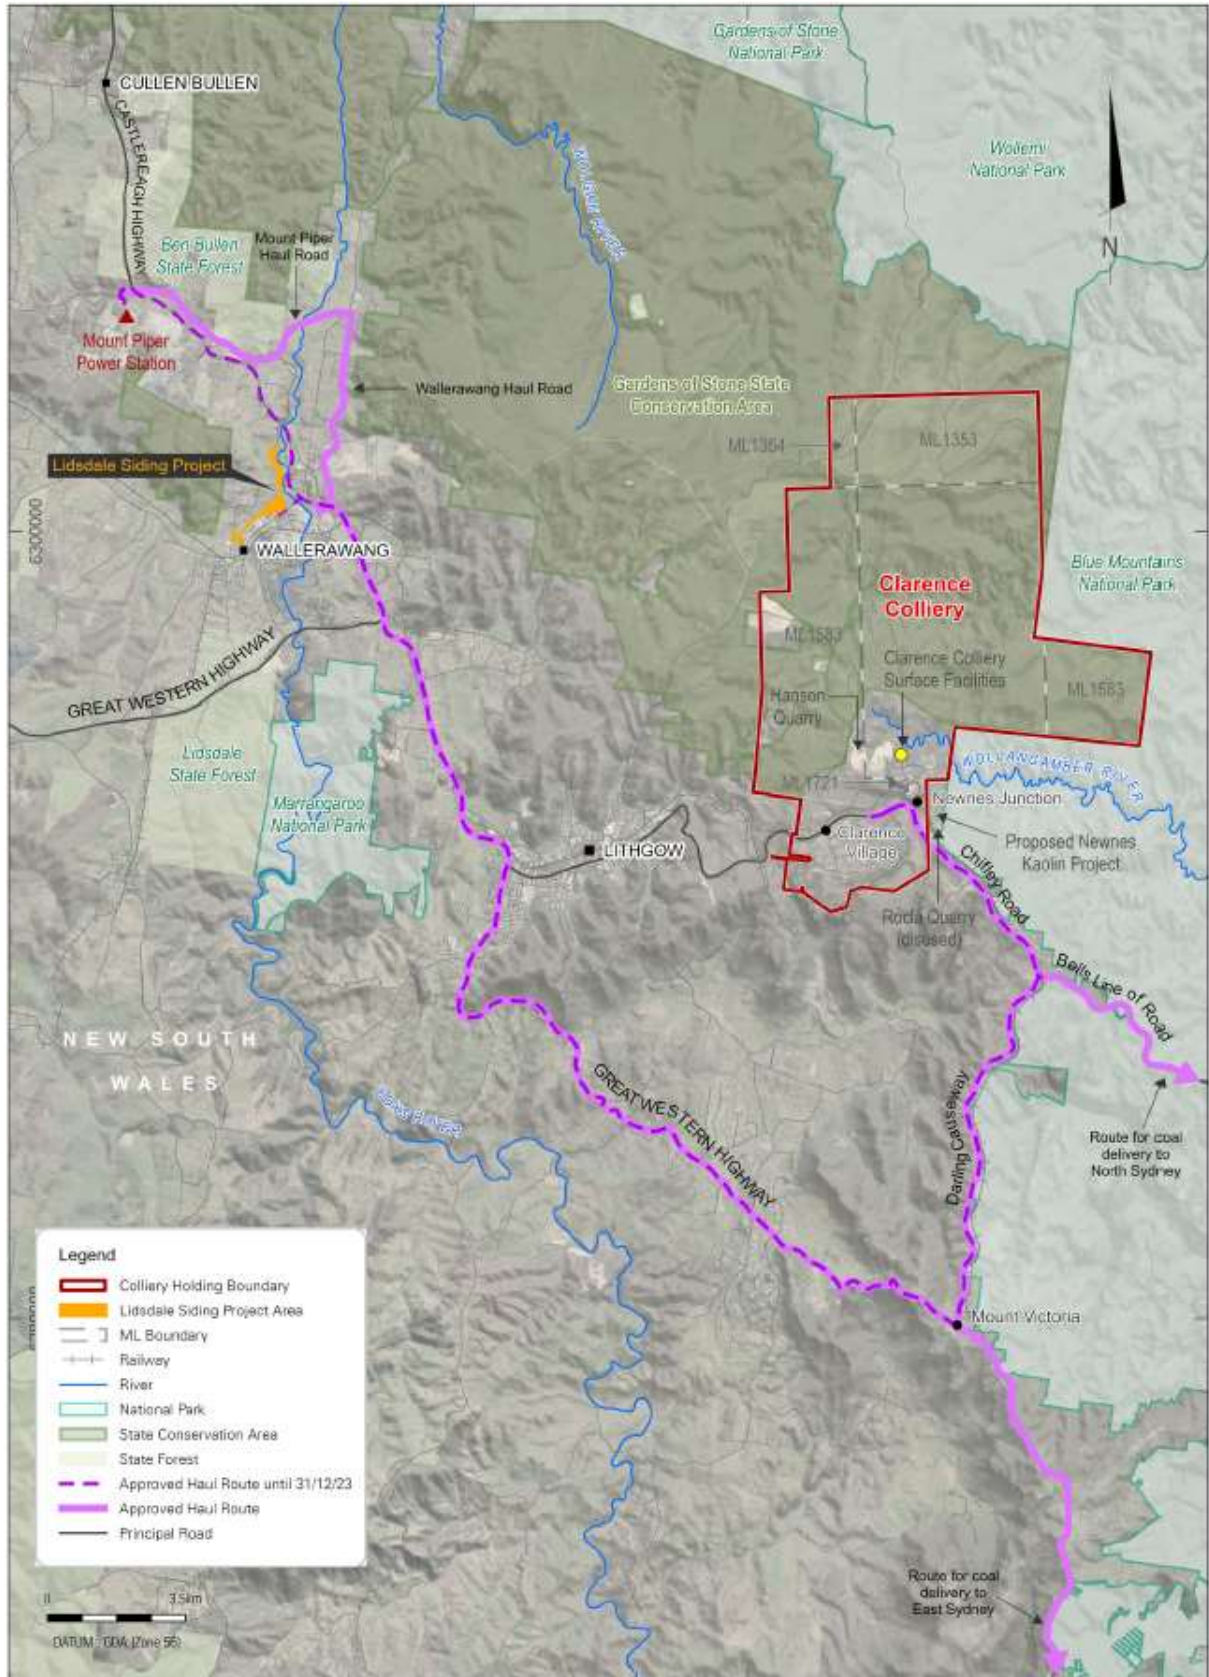 Gardens of Stone
National Park
CULLEN BULLEN
CASTLEREAGH HIGHWAY
WOLGAN RIVER
Wollemi
National Park
N
Ben Bullen
State Forest
Mount Piper
Haul Road
Mount Piper
Power Station
Wallerawang Haul Road
Gardens of Stone State
Conservation Area
ML1354
ML1353
Lidsdale Siding Project
6300000
WALLERAWANG
Blue Mountains
National Park
Clarence
Colliery
ML1583
Clarence Colliery
Surface Facilities
ML1583
Hanson
Quarry
GREAT WESTERN HIGHWAY
Lidsdale
State Forest
Marrangaroo
National Park
WOLLANGAMBER RIVER
ML1721
Newnes Junction
Clarence
Village
LITHGOW
Proposed Newnes
Kaolin Project
Chifley Road
Rocla Quarry
(disused)
Bells Line of Road
NEW SOUTH
WALES
COXS RIVER
GREAT WESTERN HIGHWAY
Darling Causeway
Route for coal
delivery to
North Sydney
Mount Victoria
Legend
Colliery Holding Boundary
Lidsdale Siding Project Area
ML Boundary
Railway
River
National Park
State Conservation Area
State Forest
Approved Haul Route until 31/12/23
Approved Haul Route
Principal Road
Route for coal
delivery to
East Sydney
0 3.5km
DATUM : GDA (Zone 56)